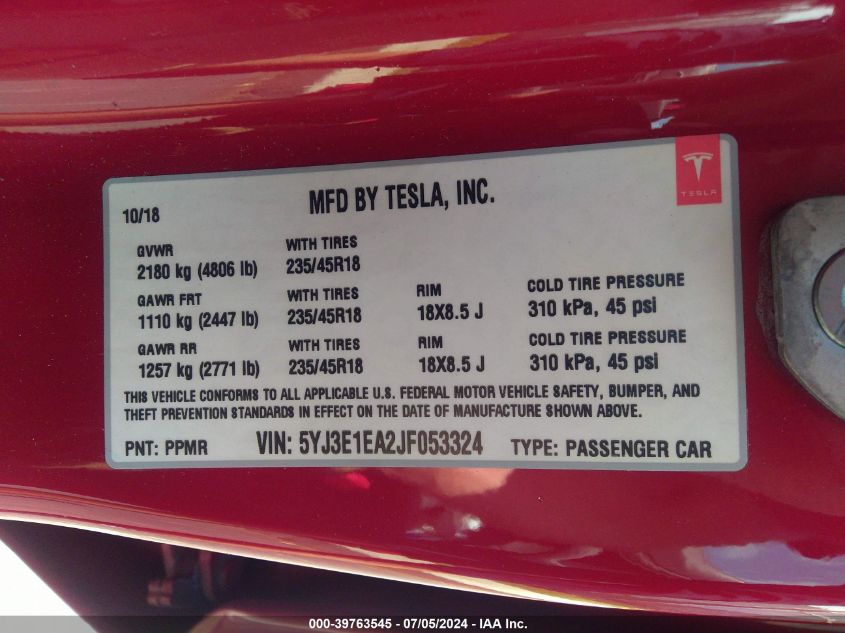 10/18 MFD BY TESLA, INC.
TESLA
GVWR WITH TIRES
2180 kg (4806 lb) 235/45R18
GAWR FRT WITH TIRES RIM COLD TIRE PRESSURE
1110 kg (2447 lb) 235/45R18 18X8.5 J 310 kPa, 45 psi
GAWR RR WITH TIRES RIM COLD TIRE PRESSURE
1257 kg (2771 lb) 235/45R18 18X8.5 J 310 kPa, 45 psi
THIS VEHICLE CONFORMS TO ALL APPLICABLE U.S. FEDERAL MOTOR VEHICLE SAFETY, BUMPER, AND
THEFT PREVENTION STANDARDS IN EFFECT ON THE DATE OF MANUFACTURE SHOWN ABOVE.
PNT: PPMR VIN: 5YJ3E1EA2JF053324 TYPE: PASSENGER CAR
000-39763545 - 07/05/2024 - IAA Inc.